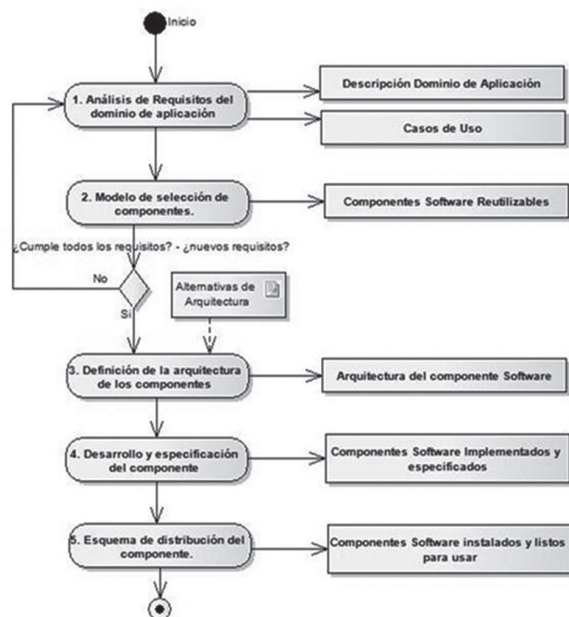 Inicio
1. Análisis de Requisitos del
dominio de aplicación
Descripción Dominio de Aplicación
Casos de Uso
2. Modelo de selección de
componentes.
Componentes Software Reutilizables
¿Cumple todos los requisitos? - ¿nuevos requisitos?
No
Si
Alternativas de
Arquitectura
3. Definición de la arquitectura
de los componentes
Arquitectura del componente Software
4. Desarrollo y especificación
del componente
Componentes Software Implementados y
especificados
5. Esquema de distribución del
componente.
Componentes Software instalados y listos
para usar